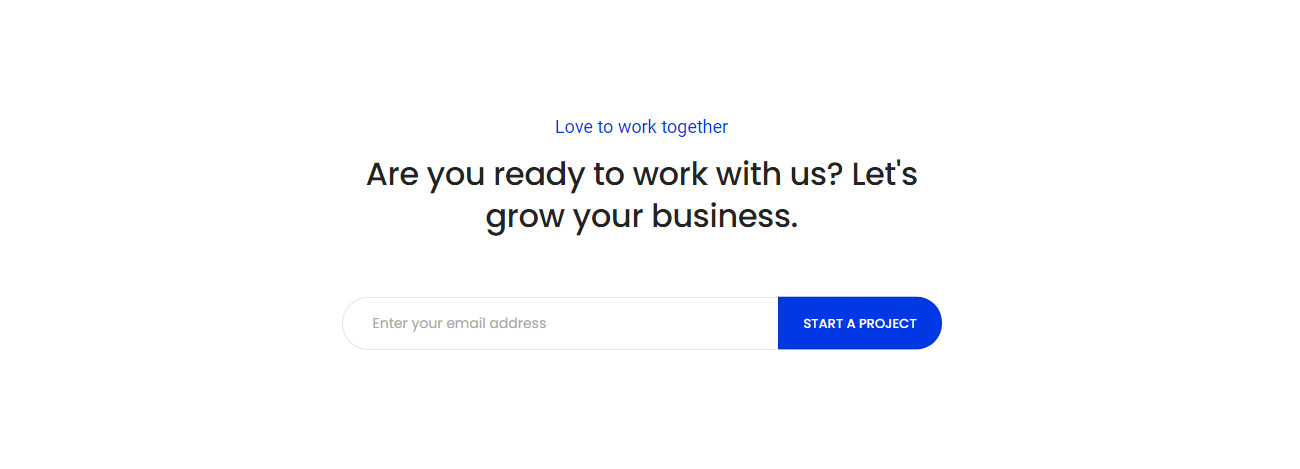 Love to work together
Are you ready to work with us? Let's
grow your business.
Enter your email address
START A PROJECT